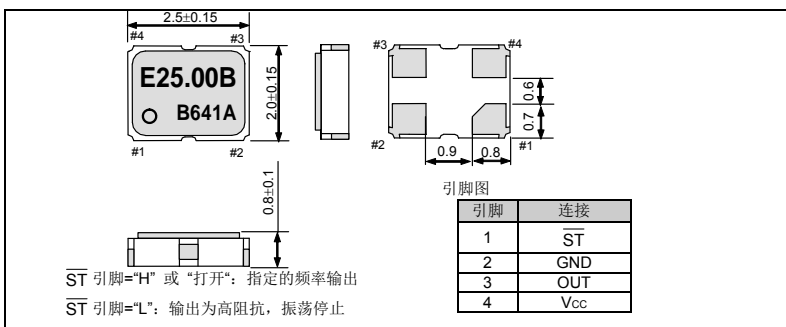 2.5±0.15
#4
#3
E25.00B
B641A
#1
#2
2.0±0.15
#3
#4
#2
#1
0.6
0.7
0.9
0.8
0.8±0.1
引脚图
引脚 连接
1 S̅T̅
2 GND
3 OUT
4 Vcc
S̅T̅ 引脚=“H” 或 “打开“：指定的频率输出
S̅T̅ 引脚=“L”：输出为高阻抗，振荡停止